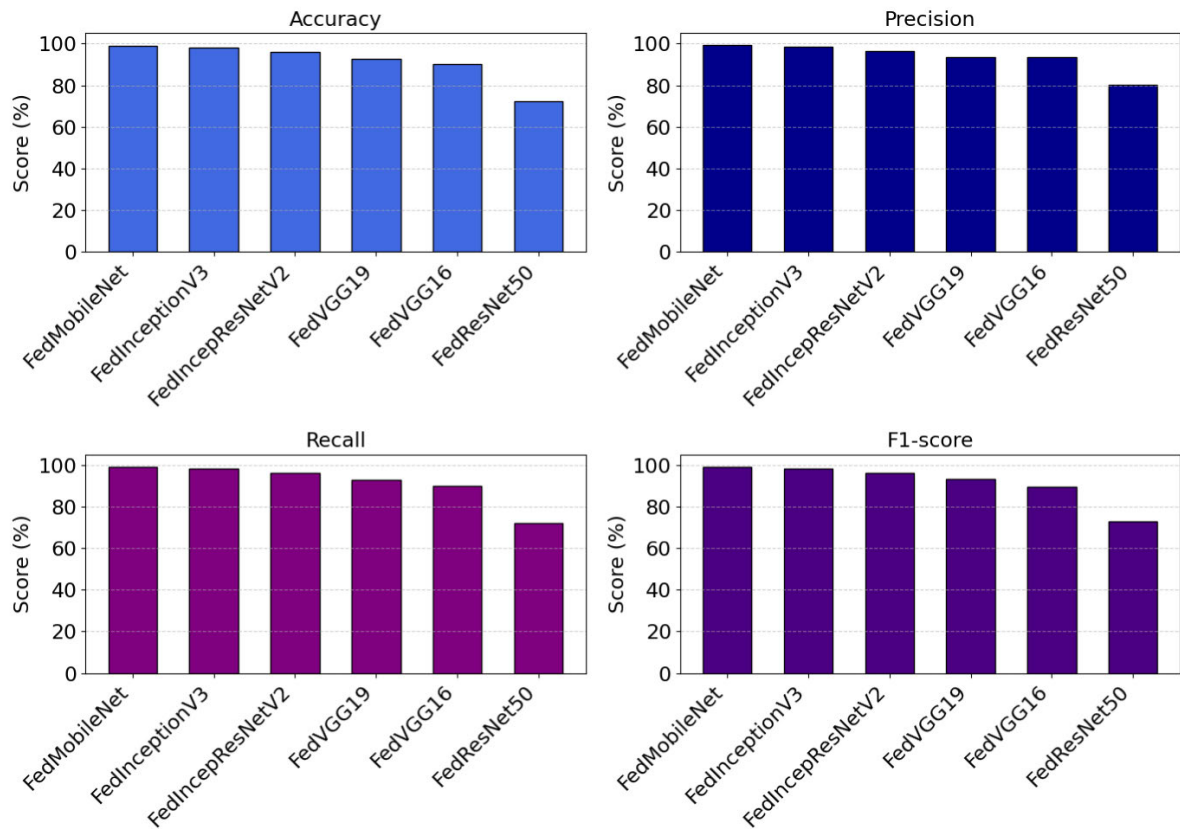 Accuracy
Score (%)
100
80
60
40
20
0
FedMobileNet
FedInceptionV3
FedIncepResNetV2
FedVGG19
FedVGG16
FedResNet50
Precision
Score (%)
100
80
60
40
20
0
FedMobileNet
FedInceptionV3
FedIncepResNetV2
FedVGG19
FedVGG16
FedResNet50
Recall
Score (%)
100
80
60
40
20
0
FedMobileNet
FedInceptionV3
FedIncepResNetV2
FedVGG19
FedVGG16
FedResNet50
F1-score
Score (%)
100
80
60
40
20
0
FedMobileNet
FedInceptionV3
FedIncepResNetV2
FedVGG19
FedVGG16
FedResNet50